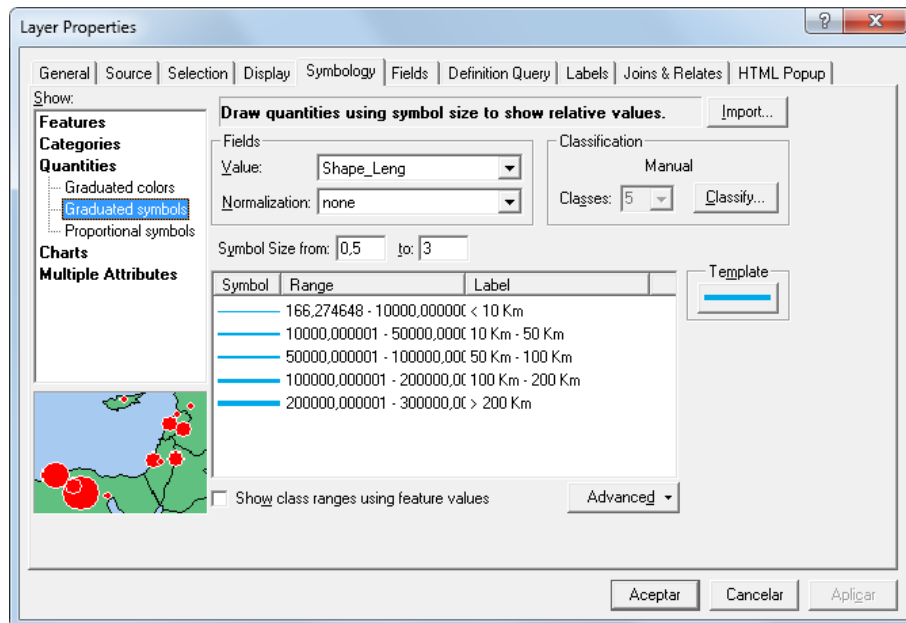 Layer Properties
General Source Selection Display Symbology Fields Definition Query Labels Joins & Relates HTML Popup
Show:
Features
Categories
Quantities
Graduated colors
Graduated symbols
Proportional symbols
Charts
Multiple Attributes
Draw quantities using symbol size to show relative values.
Import...
Fields
Value: Shape_Leng
Normalization: none
Classification
Manual
Classes: 5 Classify...
Symbol Size from: 0,5 to: 3
Symbol Range Label
166,274648 - 10000,000000 < 10 Km
10000,000001 - 50000,000 10 Km - 50 Km
50000,000001 - 100000,000 50 Km - 100 Km
100000,000001 - 200000,00 100 Km - 200 Km
200000,000001 - 300000,00 > 200 Km
Template
Show class ranges using feature values
Advanced
Aceptar Cancelar Aplicar